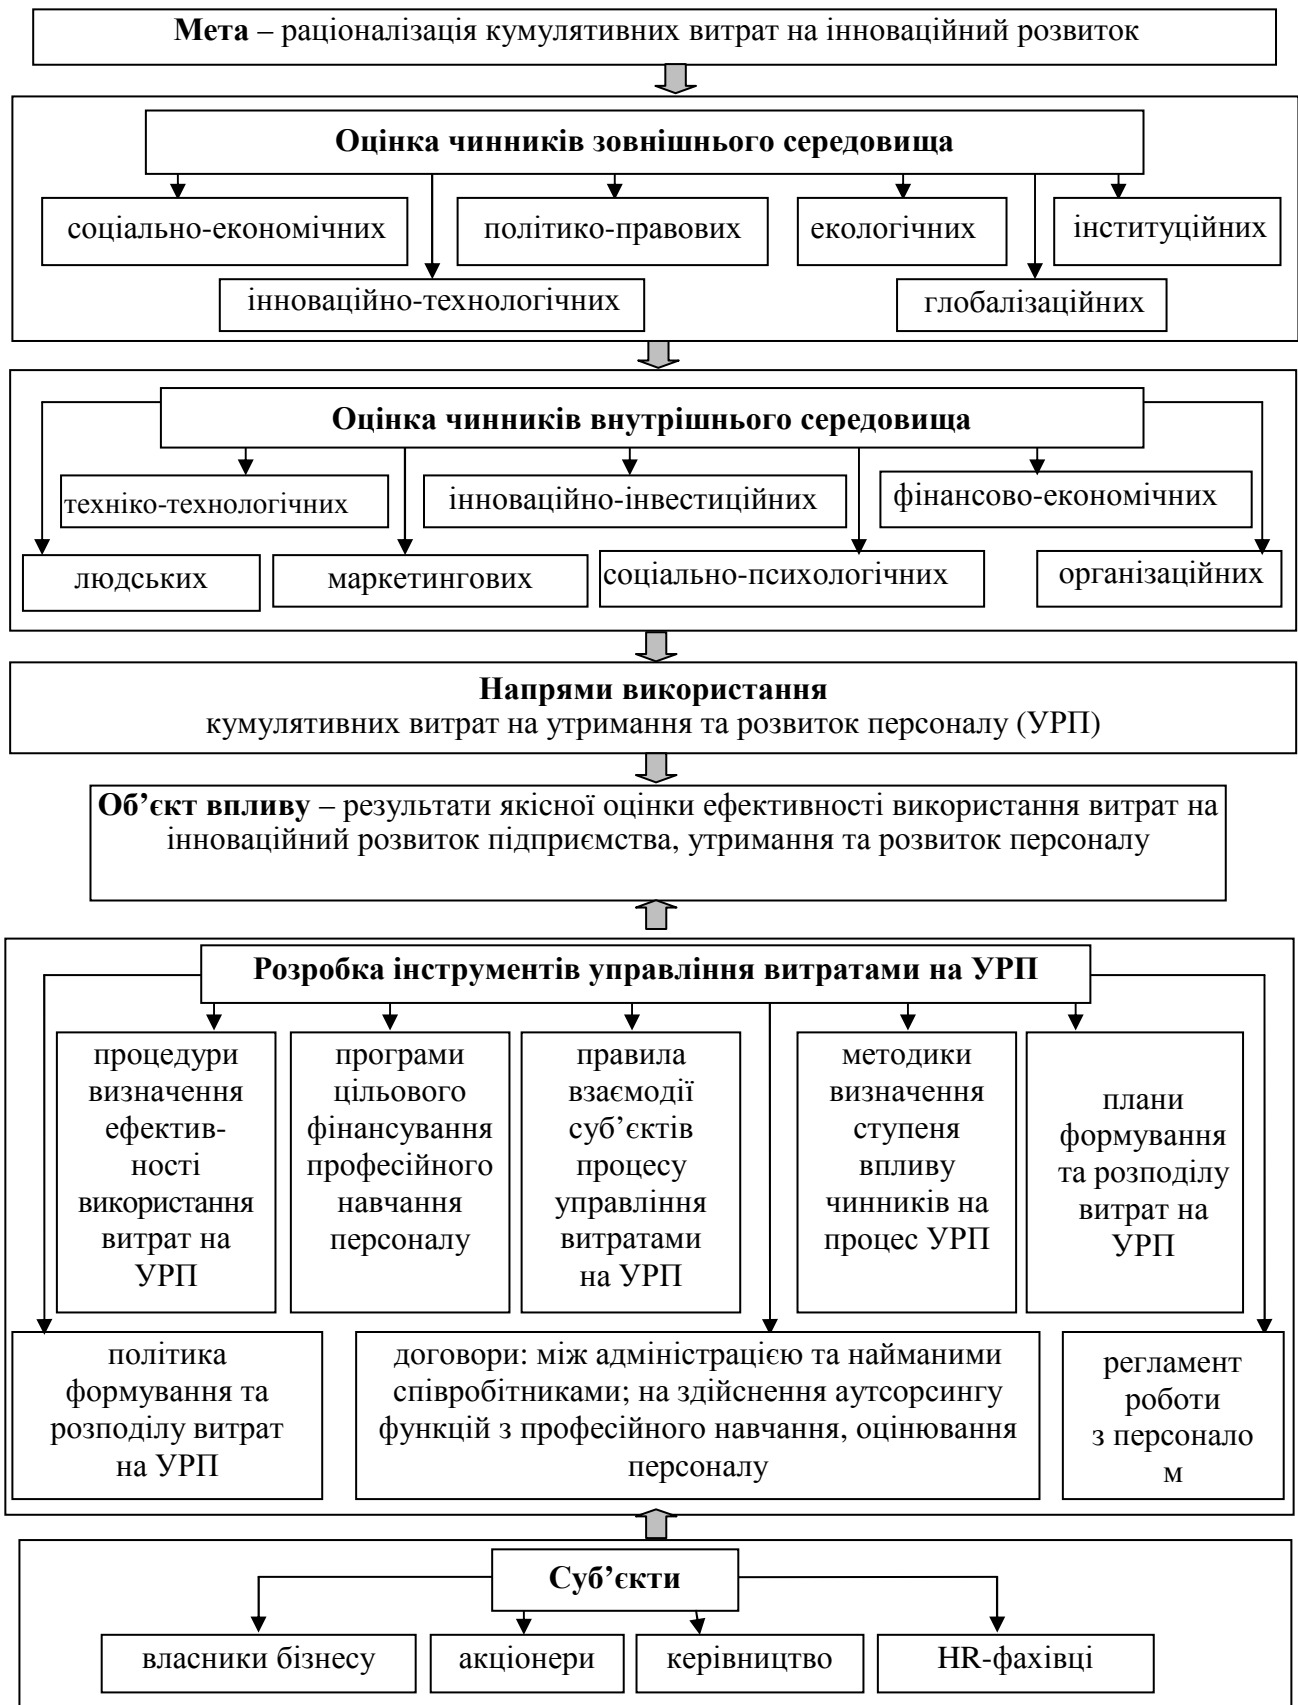 Мета – раціоналізація кумулятивних витрат на інноваційний розвиток
Оцінка чинників зовнішнього середовища
соціально-економічних
політико-правових
екологічних
інституційних
інноваційно-технологічних
глобалізаційних
Оцінка чинників внутрішнього середовища
техніко-технологічних
інноваційно-інвестиційних
фінансово-економічних
людських
маркетингових
соціально-психологічних
організаційних
Напрями використання
кумулятивних витрат на утримання та розвиток персоналу (УРП)
Об’єкт впливу – результати якісної оцінки ефективності використання витрат на
інноваційний розвиток підприємства, утримання та розвиток персоналу
Розробка інструментів управління витратами на УРП
процедури
визначення
ефектив-
ності
використання
витрат на
УРП
програми
цільового
фінансування
професійного
навчання
персоналу
правила
взаємодії
суб’єктів
процесу
управління
витратами
на УРП
методики
визначення
ступеня
впливу
чинників на
процес УРП
плани
формування
та розподілу
витрат на
УРП
політика
формування та
розподілу витрат
на УРП
договори: між адміністрацією та найманими
співробітниками; на здійснення аутсорсингу
функцій з професійного навчання, оцінювання
персоналу
регламент
роботи
з персонало
м
Суб’єкти
власники бізнесу
акціонери
керівництво
HR-фахівці